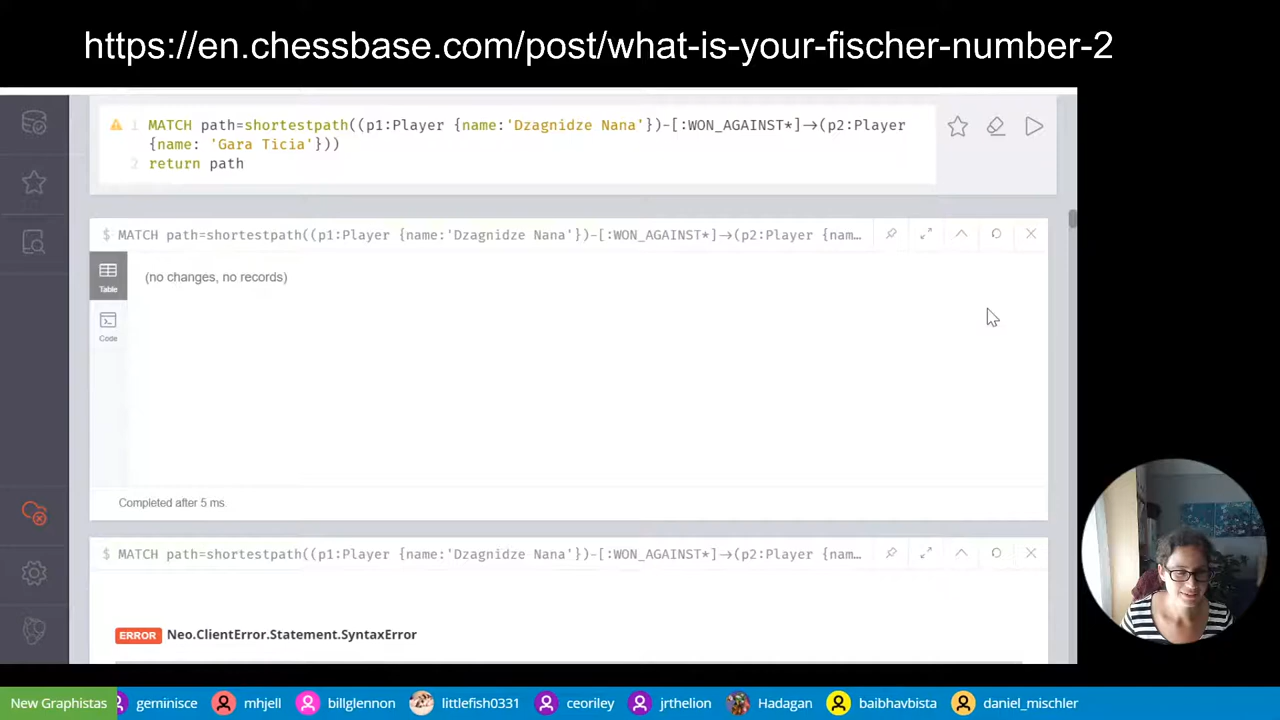 https://en.chessbase.com/post/what-is-your-fischer-number-2
1 MATCH path=shortestpath((p1:Player {name:'Dzagnidze Nana'})-[:WON_AGAINST*]→(p2:Player
{name: 'Gara Ticia'}))
2 return path
$ MATCH path=shortestpath((p1:Player {name:'Dzagnidze Nana'})-[:WON_AGAINST*]→(p2:Player {nam…
Table
(no changes, no records)
Code
Completed after 5 ms.
$ MATCH path=shortestpath((p1:Player {name:'Dzagnidze Nana'})-[:WON_AGAINST*]→(p2:Player {nam…
ERROR Neo.ClientError.Statement.SyntaxError
New Graphistas geminisce mhjell billglennon littlefish0331 ceoriley jrthelion Hadagan baibhavbista daniel_mischler